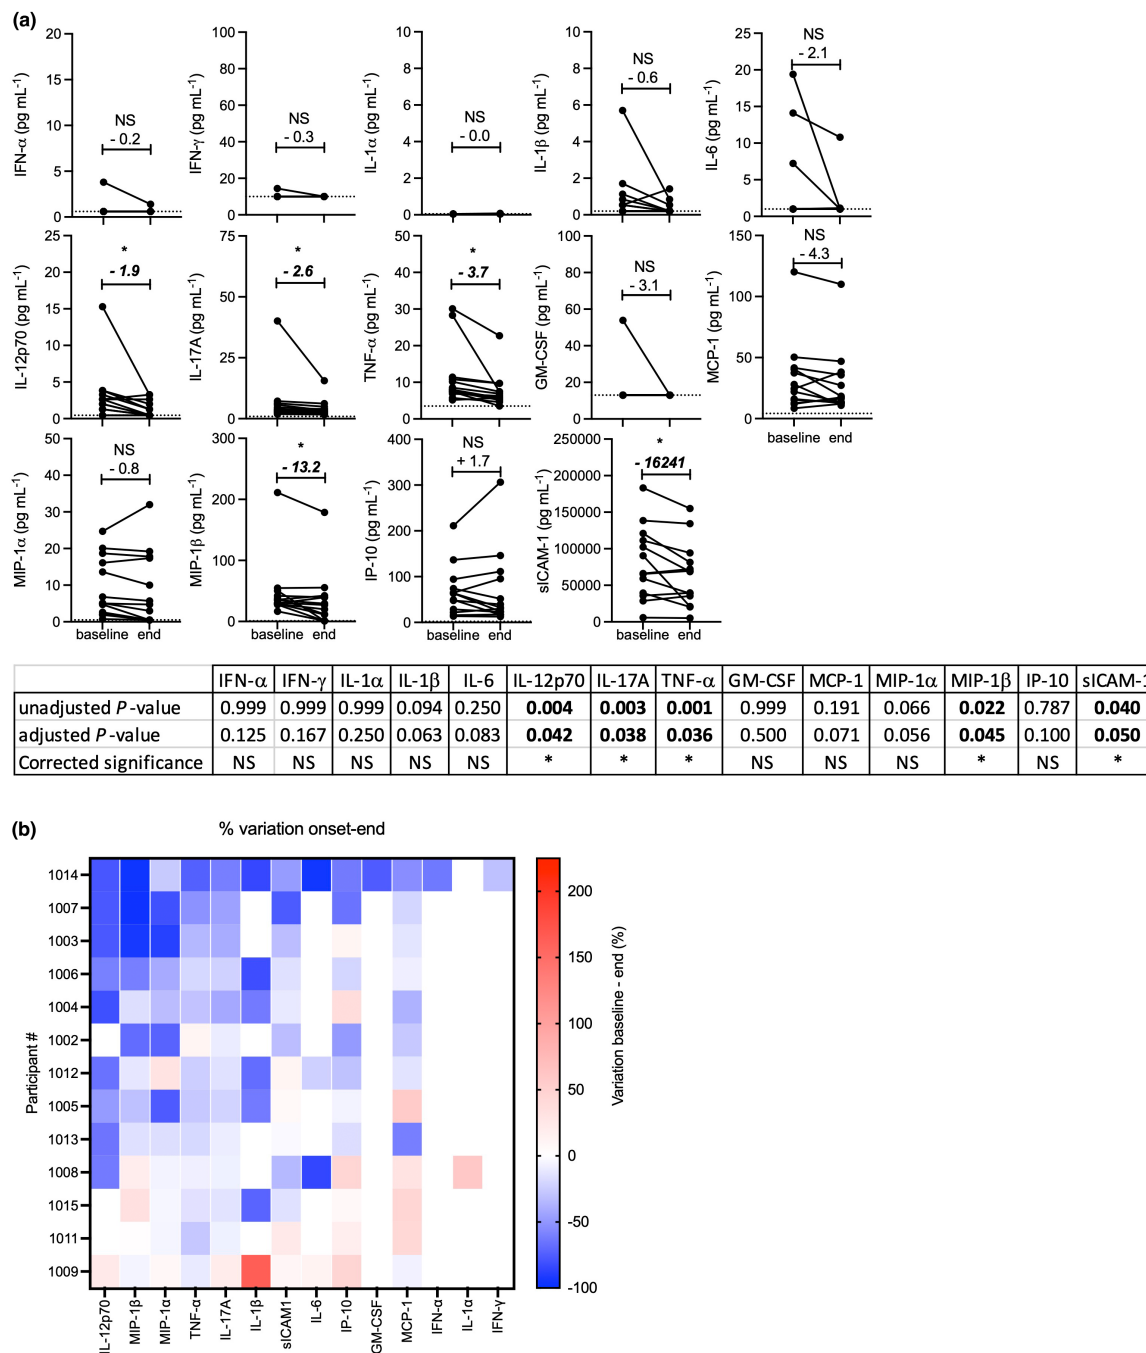 (a)
IFN-α (pg mL⁻¹)
20
15
10
5
0
NS
- 0.2
IFN-γ (pg mL⁻¹)
100
80
60
40
20
0
NS
- 0.3
IL-1α (pg mL⁻¹)
10
8
6
4
2
0
NS
- 0.0
IL-1β (pg mL⁻¹)
10
8
6
4
2
0
NS
- 0.6
IL-6 (pg mL⁻¹)
25
20
15
10
5
0
NS
- 2.1
IL-12p70 (pg mL⁻¹)
25
20
15
10
5
0
*
- 1.9
IL-17A (pg mL⁻¹)
75
50
25
0
*
- 2.6
TNF-α (pg mL⁻¹)
50
40
30
20
10
0
*
- 3.7
GM-CSF (pg mL⁻¹)
100
80
60
40
20
0
NS
- 3.1
MCP-1 (pg mL⁻¹)
150
100
50
0
NS
- 4.3
baseline end
MIP-1α (pg mL⁻¹)
50
40
30
20
10
0
NS
- 0.8
baseline end
MIP-1β (pg mL⁻¹)
300
200
100
0
*
- 13.2
baseline end
IP-10 (pg mL⁻¹)
400
300
200
100
0
NS
+ 1.7
baseline end
sICAM-1 (pg mL⁻¹)
250000
200000
150000
100000
50000
0
*
- 16241
baseline end
IFN-α IFN-γ IL-1α IL-1β IL-6 IL-12p70 IL-17A TNF-α GM-CSF MCP-1 MIP-1α MIP-1β IP-10 sICAM-1
unadjusted P-value 0.999 0.999 0.999 0.094 0.250 0.004 0.003 0.001 0.999 0.191 0.066 0.022 0.787 0.040
adjusted P-value 0.125 0.167 0.250 0.063 0.083 0.042 0.038 0.036 0.500 0.071 0.056 0.045 0.100 0.050
Corrected significance NS NS NS NS NS * * * NS NS NS * NS *
(b)
% variation onset-end
Participant #
1014
1007
1003
1006
1004
1002
1012
1005
1013
1008
1015
1011
1009
IL-12p70
MIP-1β
MIP-1α
TNF-α
IL-17A
IL-1β
sICAM1
IL-6
IP-10
GM-CSF
MCP-1
IFN-α
IL-1α
IFN-γ
200
150
100
50
0
-50
-100
Variation baseline - end (%)